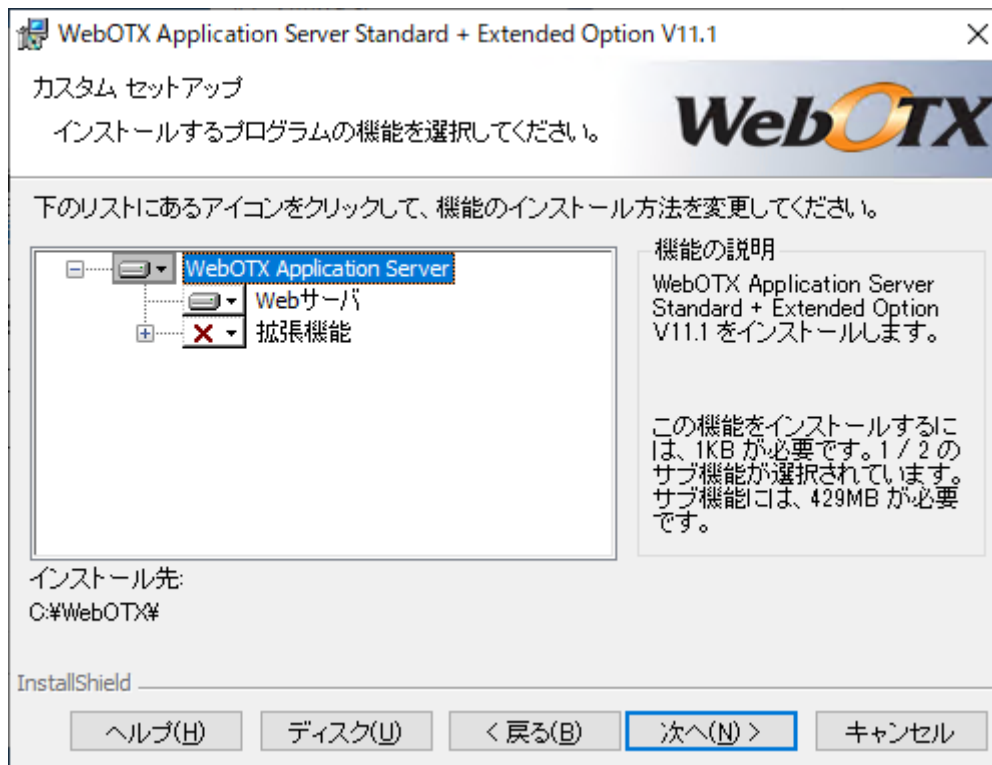 WebOTX Application Server Standard + Extended Option V11.1
カスタム セットアップ
インストールするプログラムの機能を選択してください。
WebOTX
下のリストにあるアイコンをクリックして、機能のインストール方法を変更してください。
WebOTX Application Server
Webサーバ
拡張機能
機能の説明
WebOTX Application Server
Standard + Extended Option
V11.1 をインストールします。
この機能をインストールするに
は、1KB が必要です。1 / 2 の
サブ機能が選択されています。
サブ機能には、429MB が必要
です。
インストール先:
C:¥WebOTX¥
InstallShield
ヘルプ(H)
ディスク(U)
< 戻る(B)
次へ(N) >
キャンセル